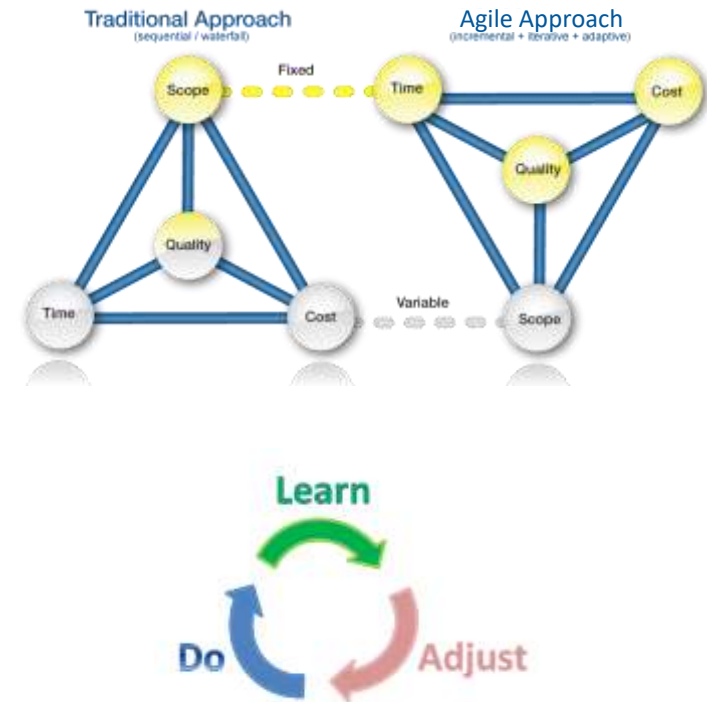 Traditional Approach
(sequential / waterfall)
Agile Approach
(incremental + iterative + adaptive)
Fixed
Scope
Time
Cost
Quality
Quality
Time
Cost
Variable
Scope
Learn
Do
Adjust